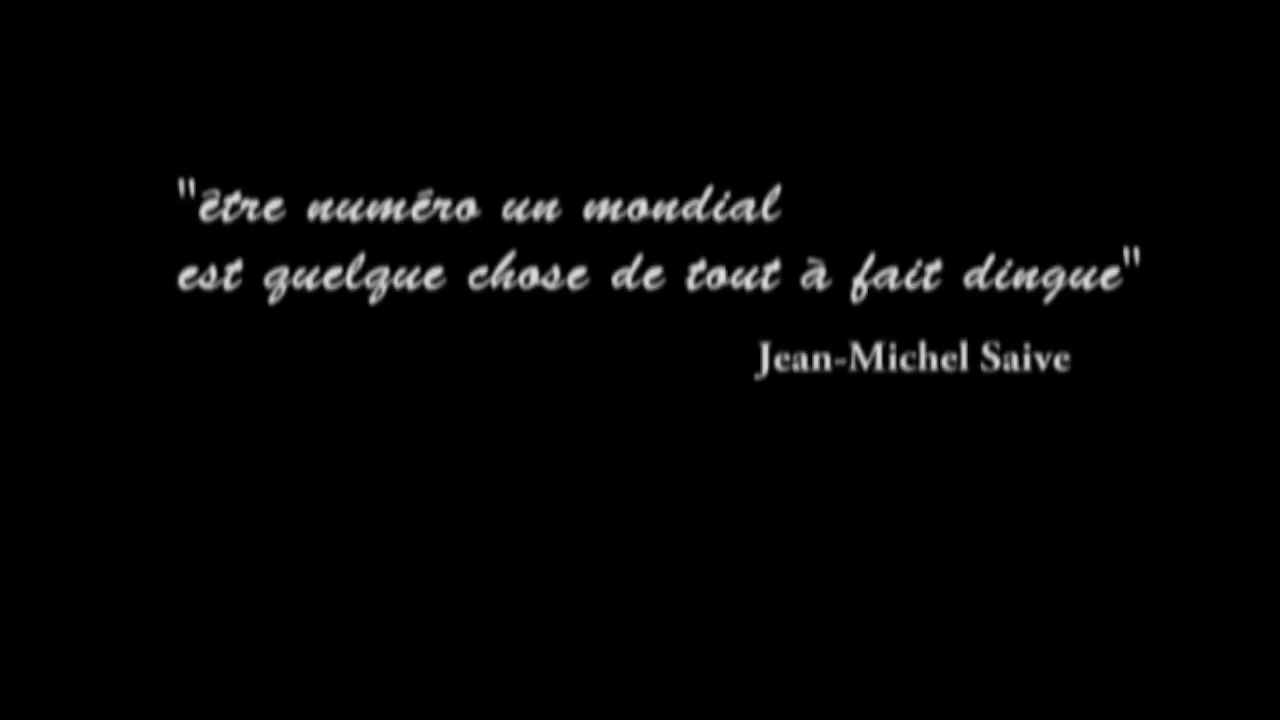 "être numéro un mondial
est quelque chose de tout à fait dingue"
Jean-Michel Saive